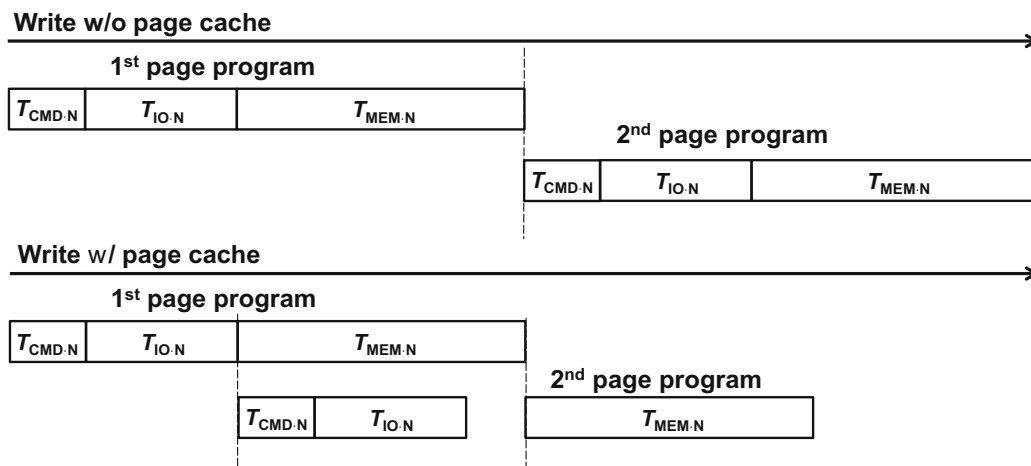 Write w/o page cache
1st page program
TCMD·N TIO·N TMEM·N
2nd page program
TCMD·N TIO·N TMEM·N
Write w/ page cache
1st page program
TCMD·N TIO·N TMEM·N
2nd page program
TCMD·N TIO·N TMEM·N